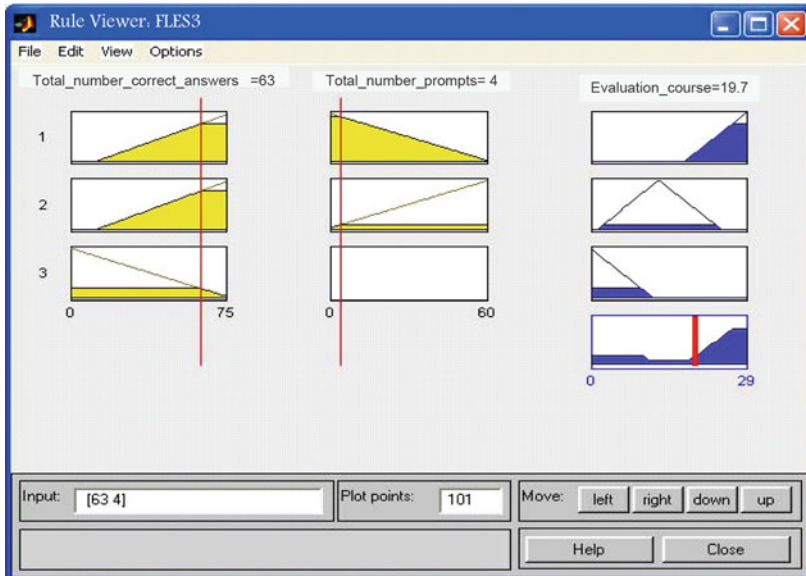 Rule Viewer: FLES3
File Edit View Options
Total_number_correct_answers =63
Total_number_prompts= 4
Evaluation_course=19.7
1
2
3
0 75
0 60
0 29
Input: [63 4]
Plot points: 101
Move: left right down up
Help Close